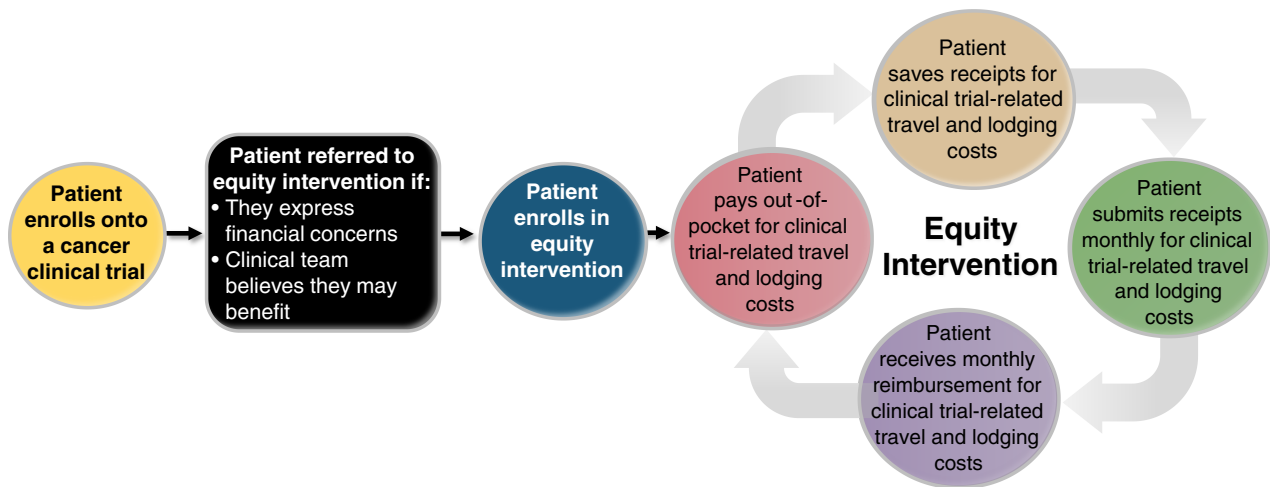 Patient
enrolls onto
a cancer
clinical trial
Patient referred to
equity intervention if:
• They express
financial concerns
• Clinical team
believes they may
benefit
Patient
enrolls in
equity
intervention
Patient
pays out-of-
pocket for clinical
trial-related travel
and lodging
costs
Patient
saves receipts for
clinical trial-related
travel and lodging
costs
Patient
submits receipts
monthly for clinical
trial-related travel
and lodging
costs
Patient
receives monthly
reimbursement for
clinical trial-related
travel and lodging
costs
Equity
Intervention